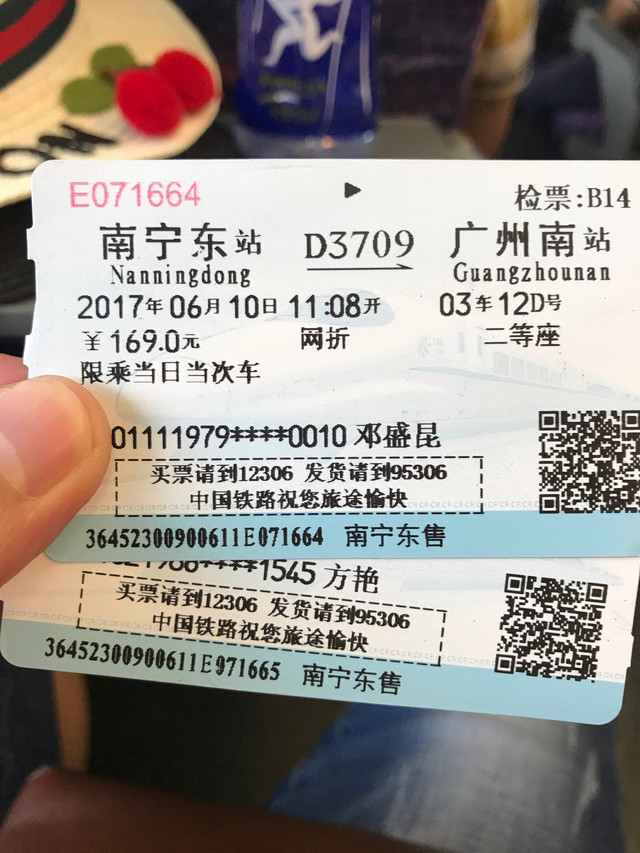 E071664
检票:B14
南宁东站 D3709 广州南站
Nanningdong Guangzhounan
2017年06月10日 11:08开 03车12D号
￥169.0元 网折 二等座
限乘当日当次车
01111979****0010 邓盛昆
买票请到12306 发货请到95306
中国铁路祝您旅途愉快
36452300900611E071664 南宁东售
****1545 方艳
买票请到12306 发货请到95306
中国铁路祝您旅途愉快
36452300900611E071665 南宁东售